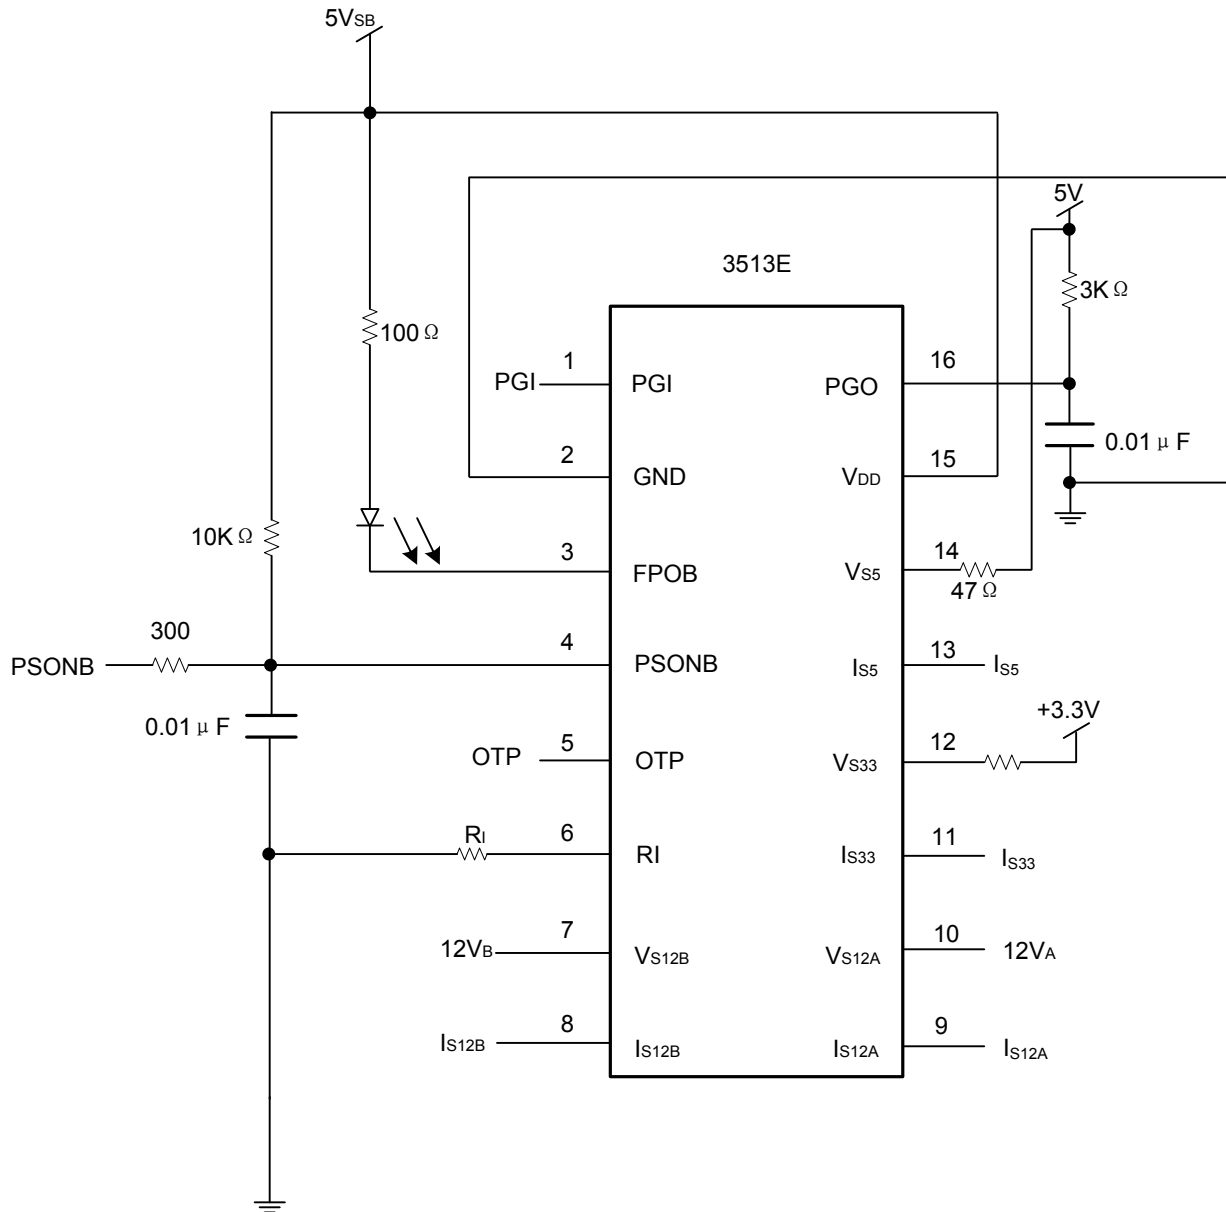 5VSB
5V
3513E
3KΩ
100Ω
1
16
PGI
PGI
PGO
0.01μF
2
15
GND
VDD
10KΩ
3
14
FPOB
VS5
47Ω
300
4
13
PSONB
PSONB
IS5
IS5
0.01μF
+3.3V
5
12
OTP
OTP
VS33
6
11
RI
RI
IS33
IS33
7
10
12VB
VS12B
VS12A
12VA
8
9
IS12B
IS12B
IS12A
IS12A